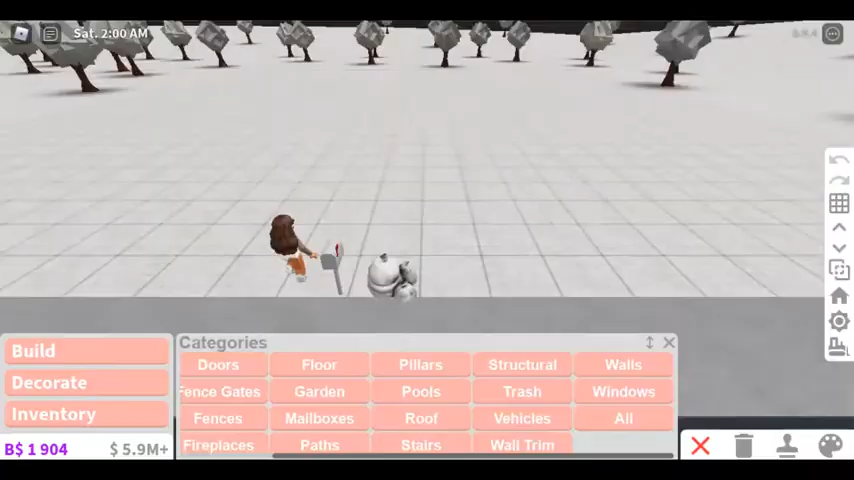 Sat. 2:00 AM
Build
Decorate
Inventory
B$ 1 904 $ 5.9M+
Categories
Doors Floor Pillars Structural Walls
Fence Gates Garden Pools Trash Windows
Fences Mailboxes Roof Vehicles All
Fireplaces Paths Stairs Wall Trim